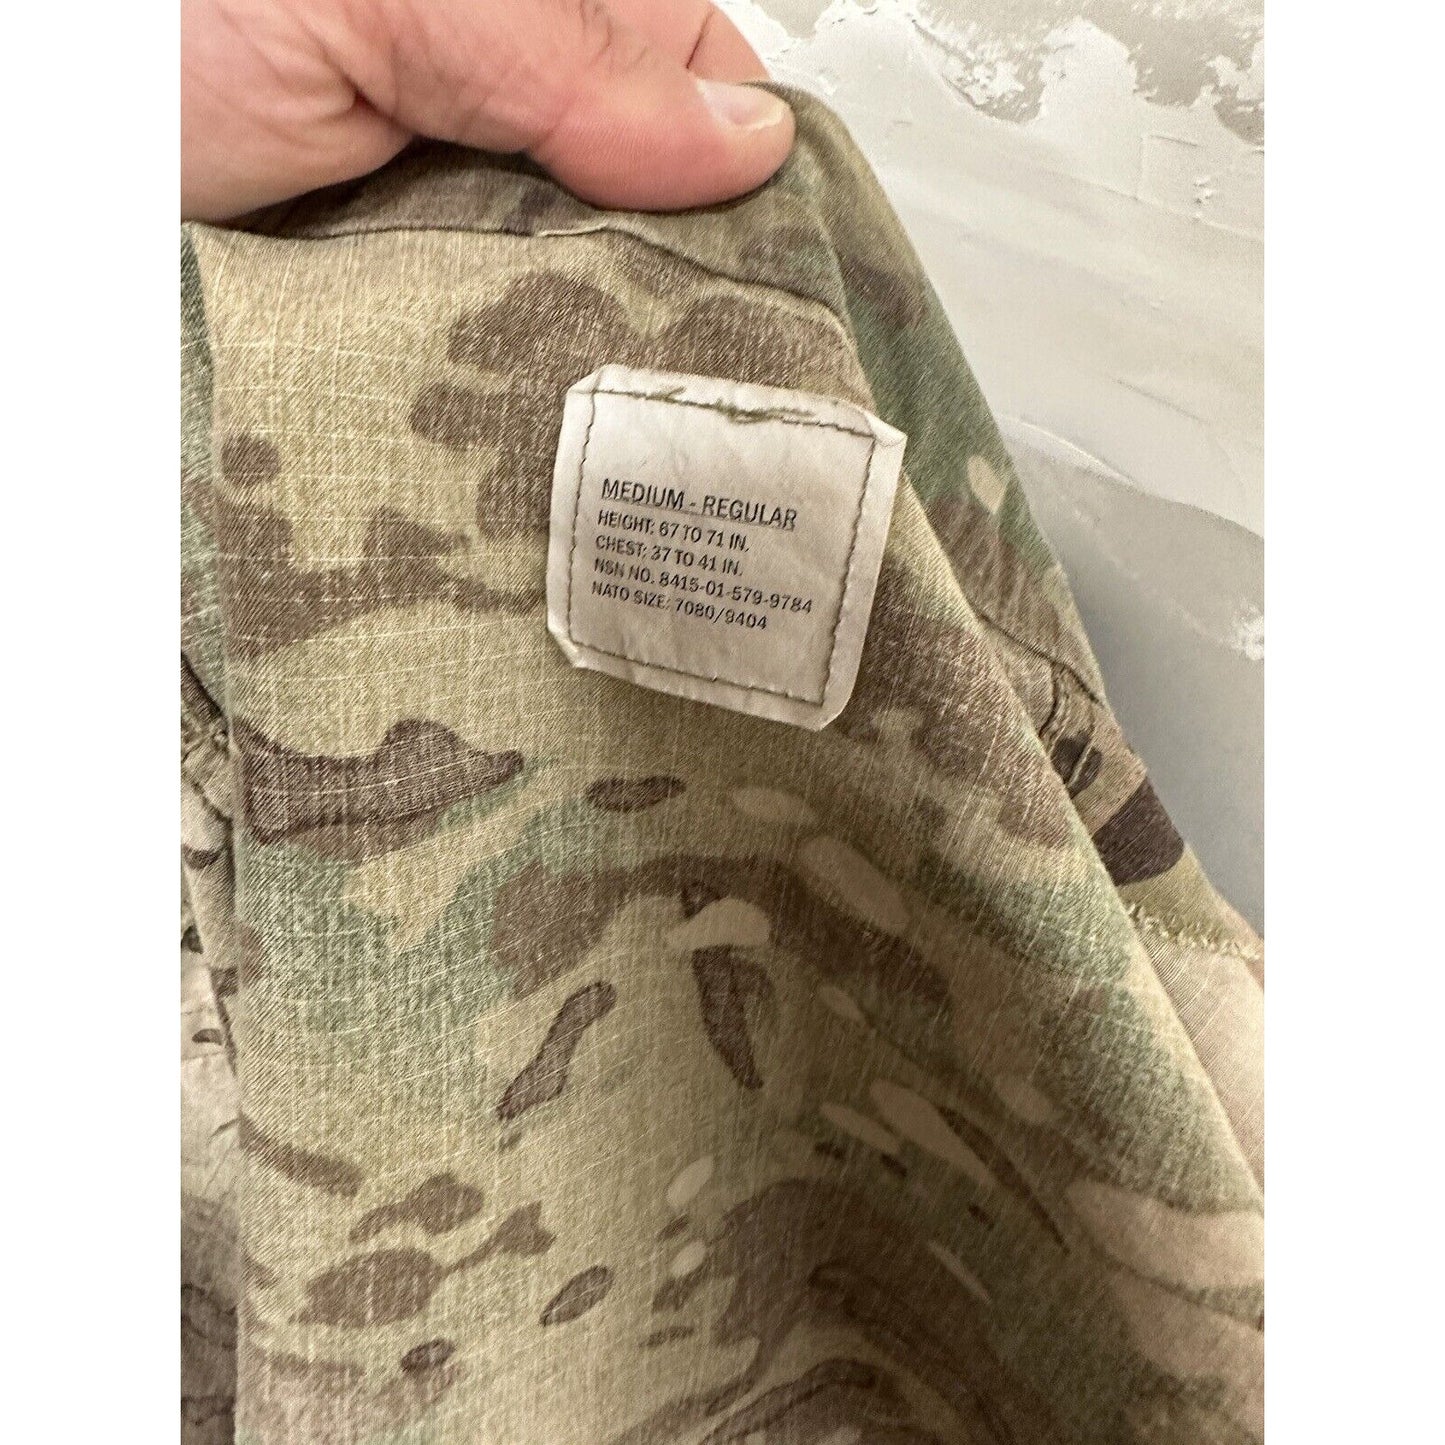 MEDIUM - REGULAR
HEIGHT: 67 TO 71 IN.
CHEST: 37 TO 41 IN.
NSN NO. 8415-01-579-9784
NATO SIZE: 7080/9404